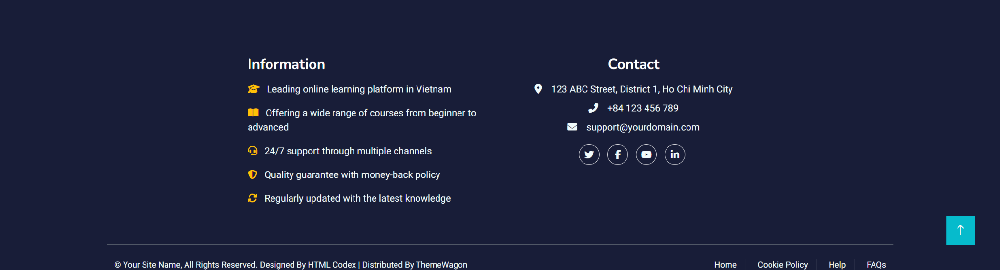 Information
Leading online learning platform in Vietnam
Offering a wide range of courses from beginner to
advanced
24/7 support through multiple channels
Quality guarantee with money-back policy
Regularly updated with the latest knowledge
Contact
123 ABC Street, District 1, Ho Chi Minh City
+84 123 456 789
support@yourdomain.com
© Your Site Name, All Rights Reserved. Designed By HTML Codex | Distributed By ThemeWagon
Home Cookie Policy Help FAQs